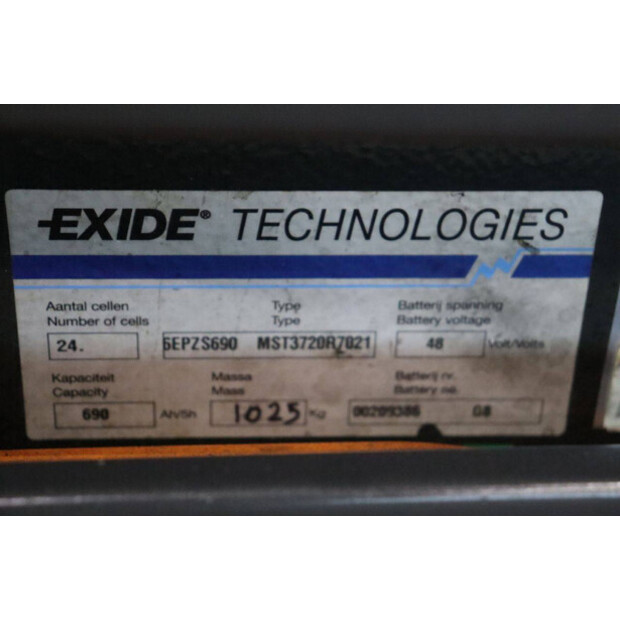 EXIDE® TECHNOLOGIES
Aantal cellen Type Batterij spanning
Number of cells Type Battery voltage
24. 6EPZS690 MST3720R7021 48 Volt/Volts
Kapaciteit Massa Batterij nr.
Capacity Mass Battery no.
690 Ah/5h 1025 Kg 00209386 G8